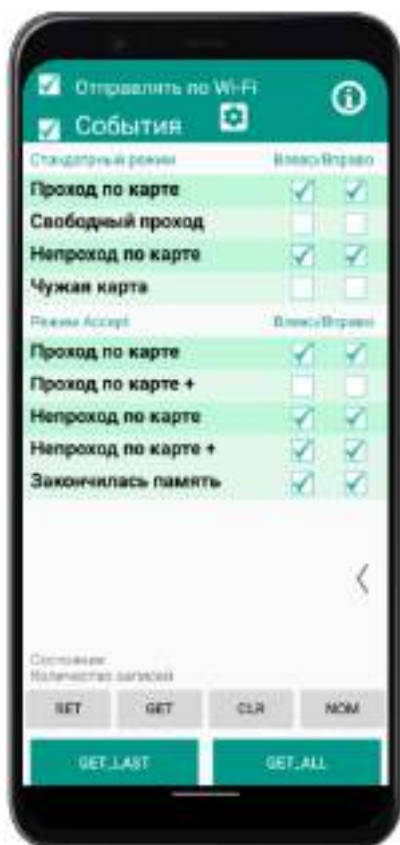 Отправлять по Wi-Fi
События
Стандартный режим Влево/Вправо
Проход по карте
Свободный проход
Непроход по карте
Чужая карта
Режим Accept Влево/Вправо
Проход по карте
Проход по карте +
Непроход по карте
Непроход по карте +
Закончилась память
Состояние
Количество записей
SET GET CLR NOM
GET_LAST GET_ALL